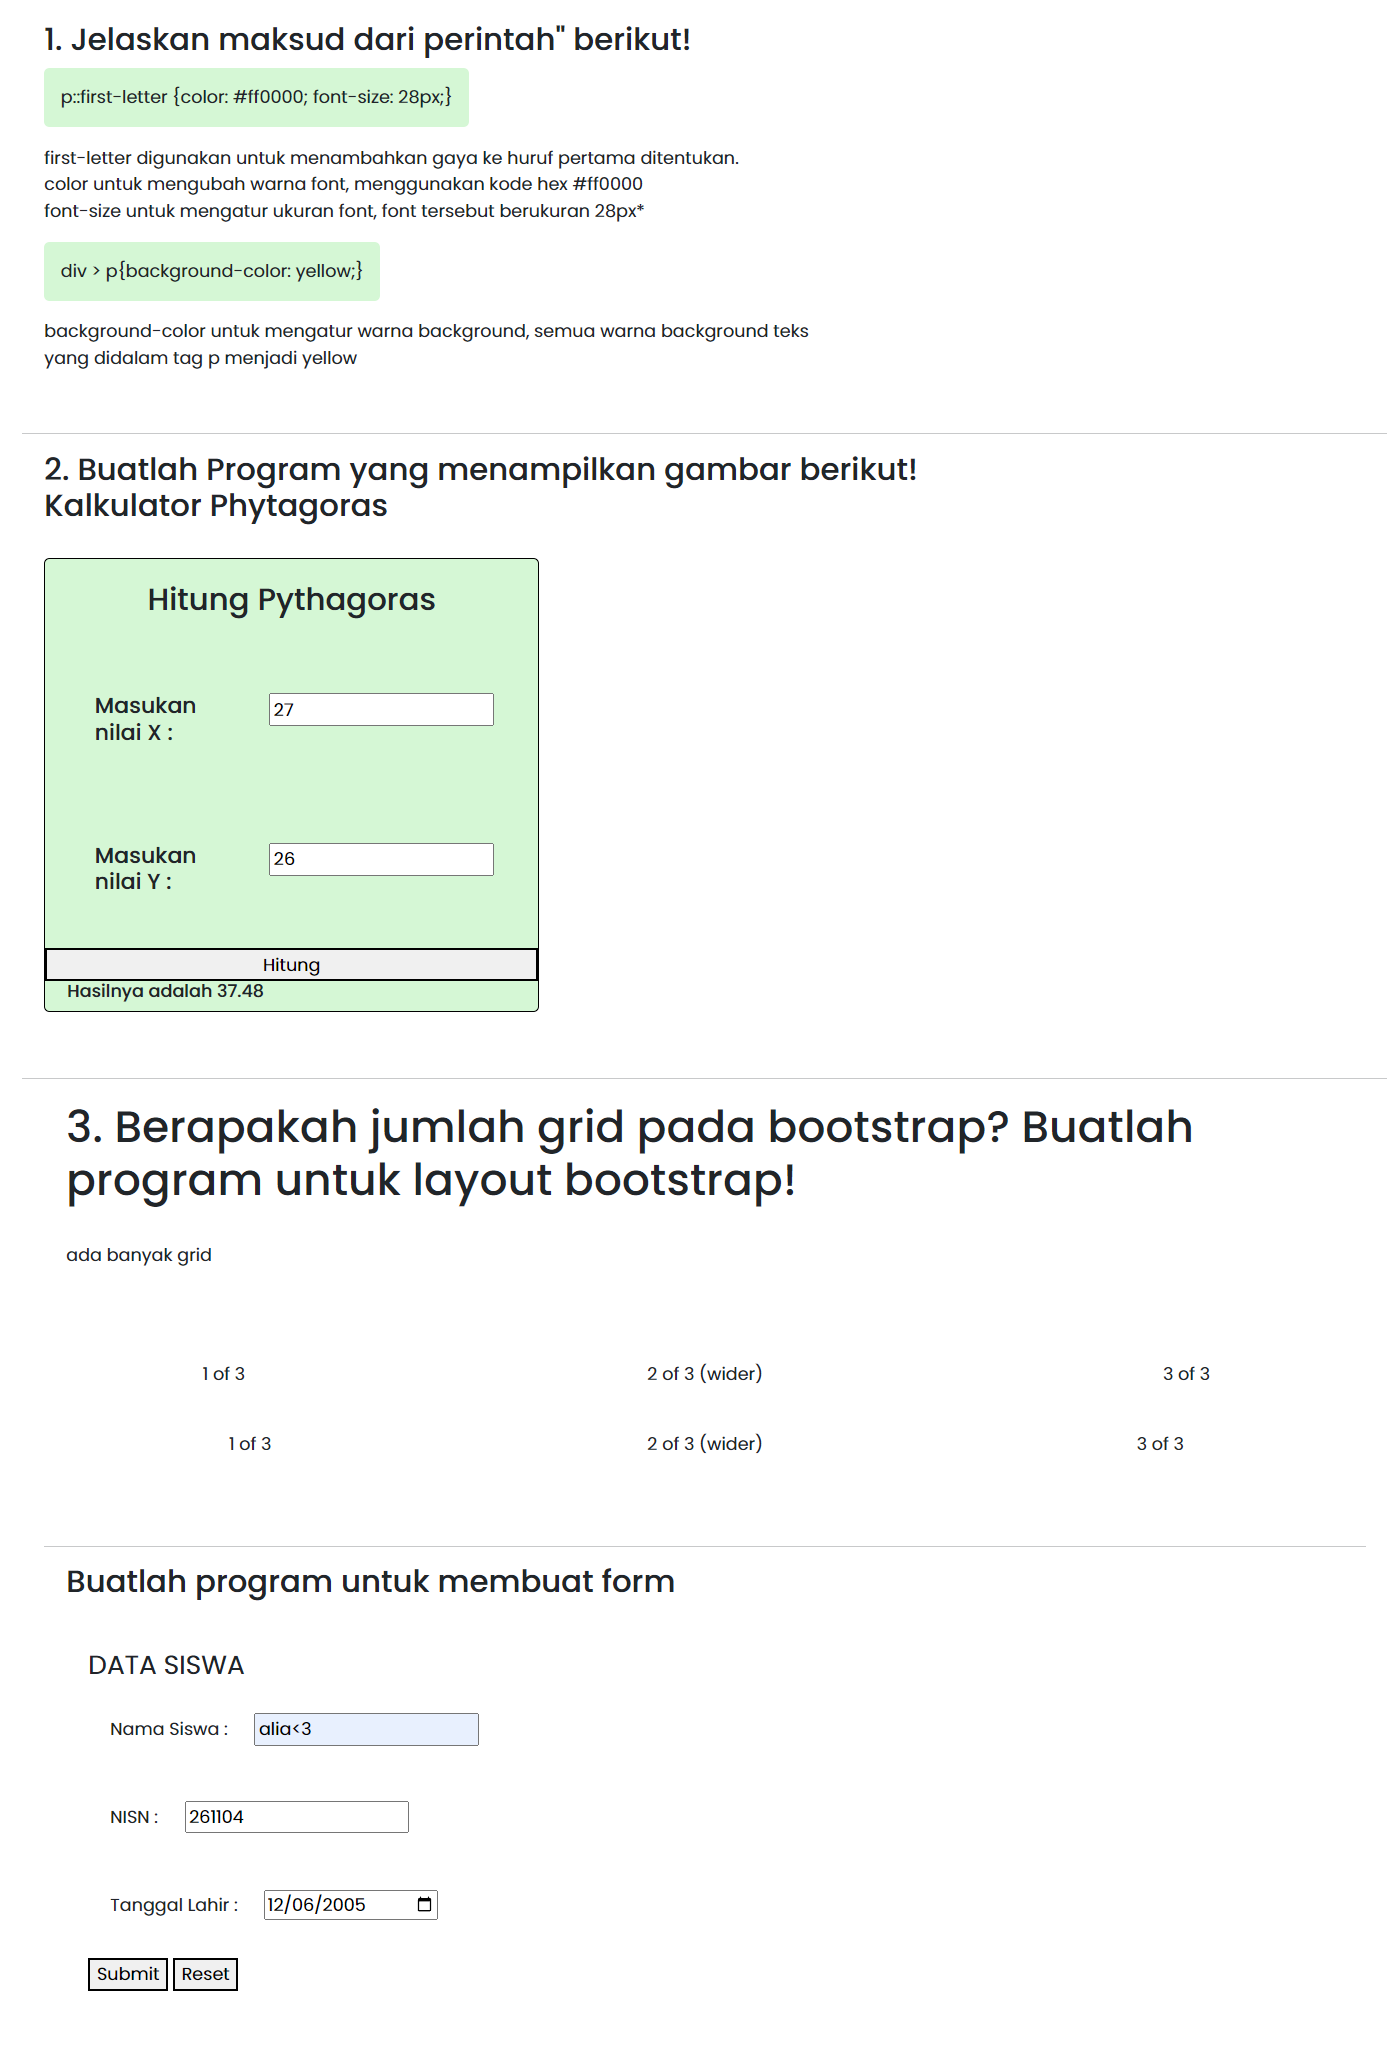 1. Jelaskan maksud dari perintah" berikut!
p::first-letter {color: #ff0000; font-size: 28px;}
first-letter digunakan untuk menambahkan gaya ke huruf pertama ditentukan.
color untuk mengubah warna font, menggunakan kode hex #ff0000
font-size untuk mengatur ukuran font, font tersebut berukuran 28px*
div > p{background-color: yellow;}
background-color untuk mengatur warna background, semua warna background teks
yang didalam tag p menjadi yellow
2. Buatlah Program yang menampilkan gambar berikut!
Kalkulator Phytagoras
Hitung Pythagoras
Masukan
nilai X :
27
Masukan
nilai Y :
26
Hitung
Hasilnya adalah 37.48
3. Berapakah jumlah grid pada bootstrap? Buatlah
program untuk layout bootstrap!
ada banyak grid
1 of 3 2 of 3 (wider) 3 of 3
1 of 3 2 of 3 (wider) 3 of 3
Buatlah program untuk membuat form
DATA SISWA
Nama Siswa : alia<3
NISN : 261104
Tanggal Lahir : 12/06/2005
Submit Reset